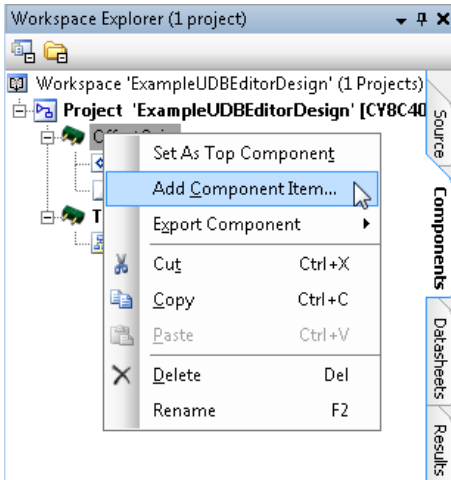 Workspace Explorer (1 project)
Workspace 'ExampleUDBEditorDesign' (1 Projects)
Project 'ExampleUDBEditorDesign' [CY8C40
T
Set As Top Component
Add Component Item...
Export Component
Cut Ctrl+X
Copy Ctrl+C
Paste Ctrl+V
Delete Del
Rename F2
Source
Components
Datasheets
Results